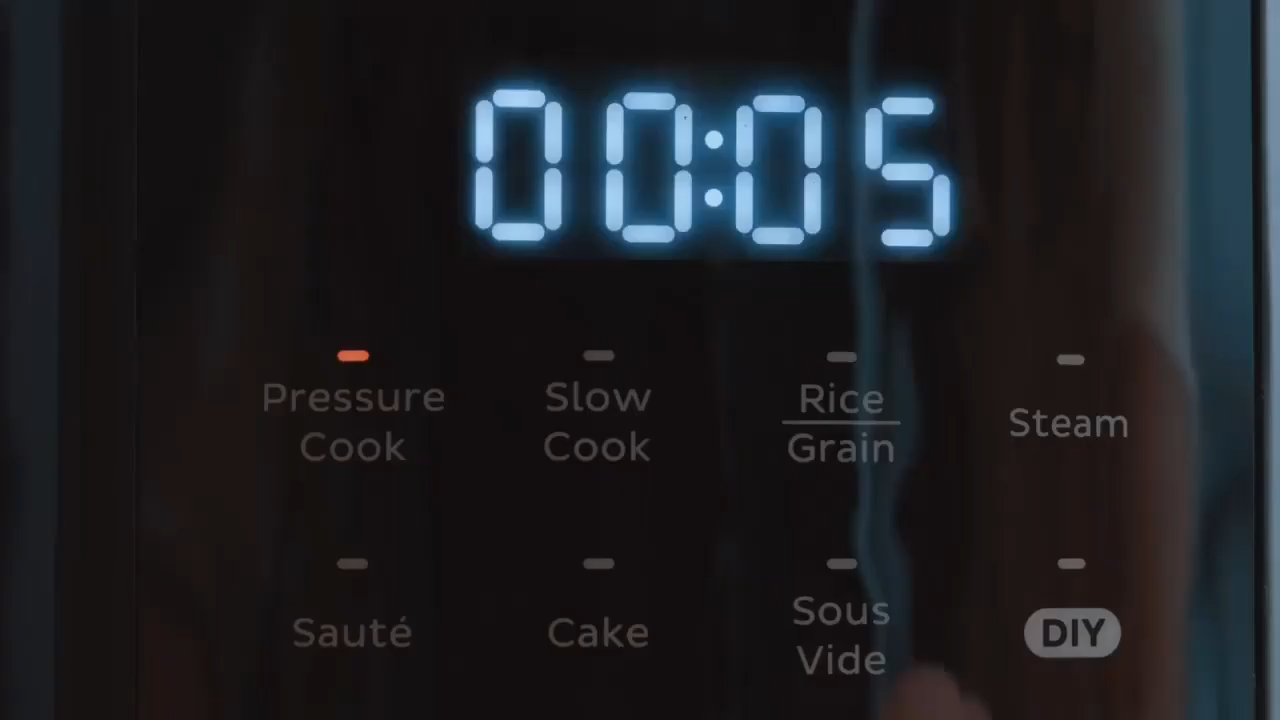 00:05
Pressure
Cook
Slow
Cook
Rice
Grain
Steam
Sauté
Cake
Sous
Vide
DIY